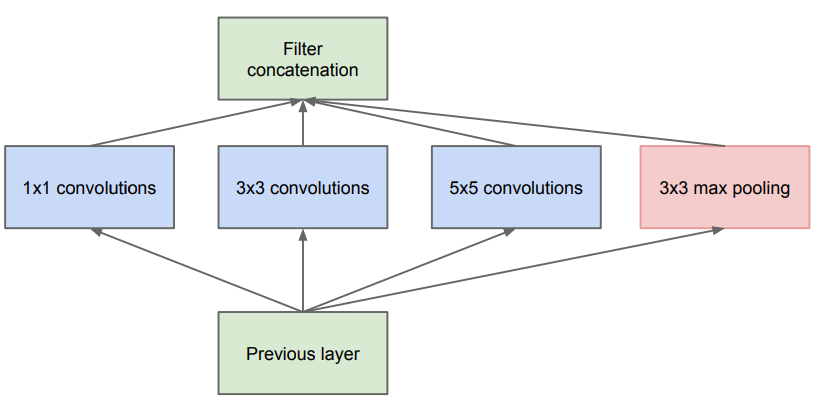 Filter
concatenation
1x1 convolutions
3x3 convolutions
5x5 convolutions
3x3 max pooling
Previous layer